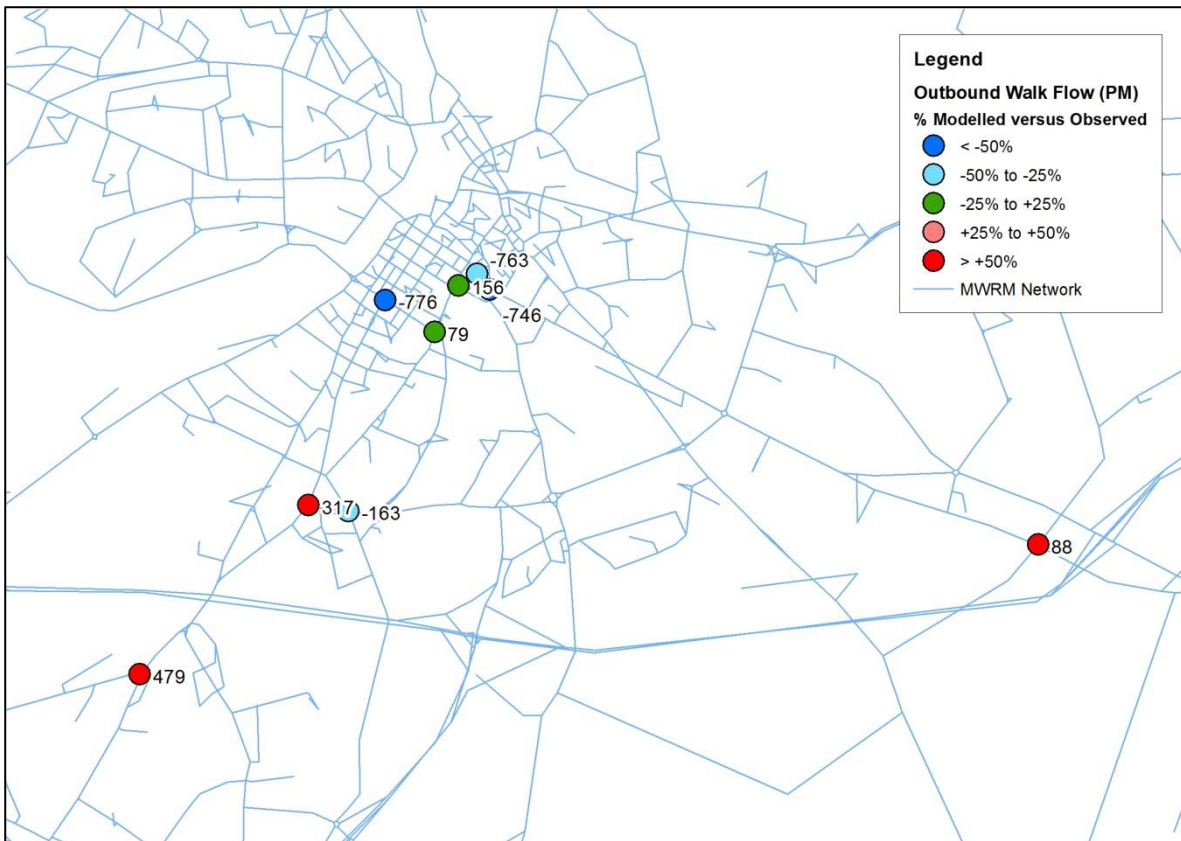 Legend
Outbound Walk Flow (PM)
% Modelled versus Observed
< -50%
-50% to -25%
-25% to +25%
+25% to +50%
> +50%
MWRM Network
-763
156
-776
-746
79
317
-163
88
479